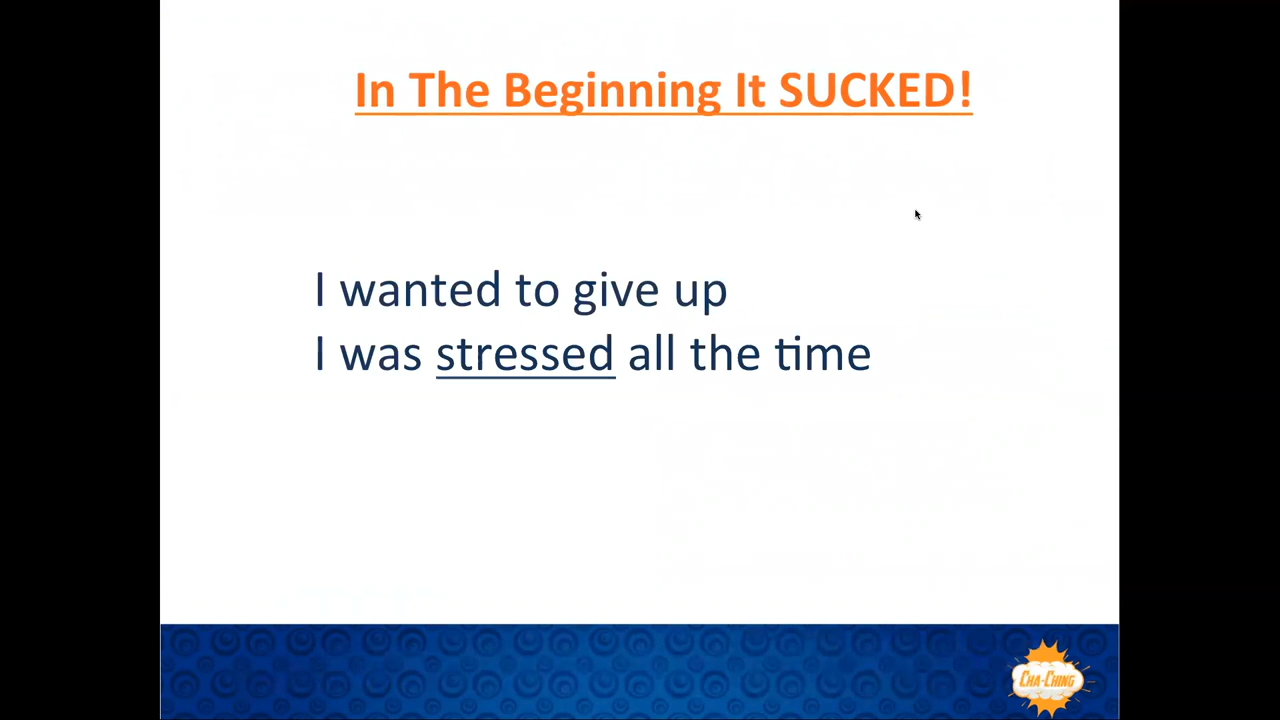 In The Beginning It SUCKED!
I wanted to give up
I was stressed all the time
CHA-CHING